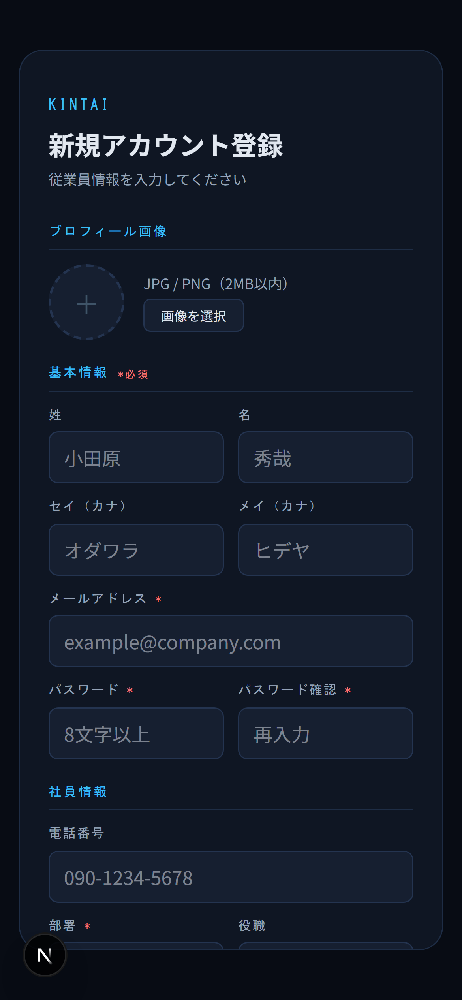 KINTAI
新規アカウント登録
従業員情報を入力してください
プロフィール画像
+
JPG / PNG（2MB以内）
画像を選択
基本情報 *必須
姓 名
小田原 秀哉
セイ（カナ） メイ（カナ）
オダワラ ヒデヤ
メールアドレス *
example@company.com
パスワード * パスワード確認 *
8文字以上 再入力
社員情報
電話番号
090-1234-5678
部署 * 役職
N